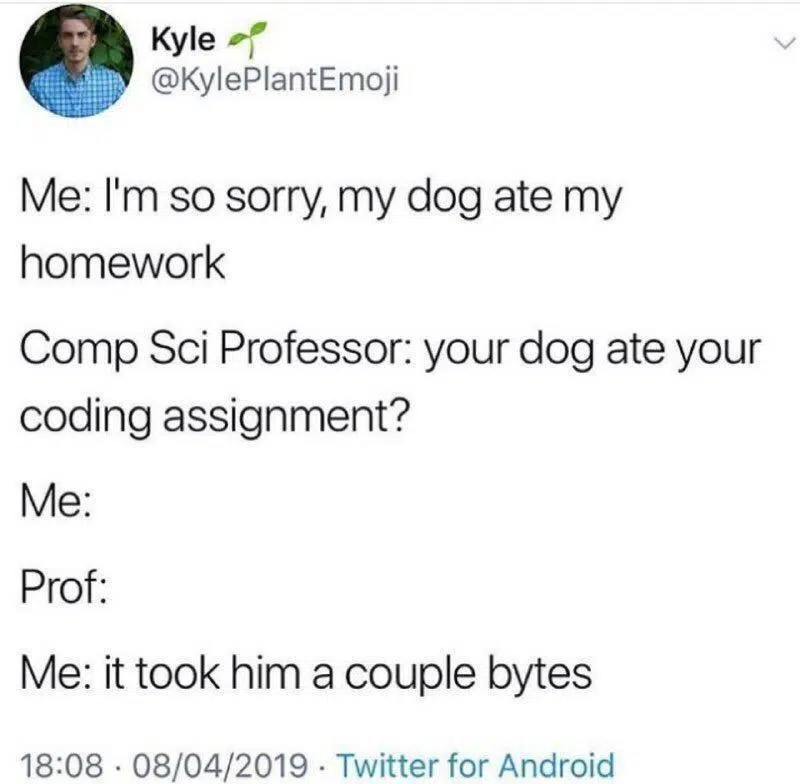 Kyle 🌱
@KylePlantEmoji
Me: I'm so sorry, my dog ate my
homework
Comp Sci Professor: your dog ate your
coding assignment?
Me:
Prof:
Me: it took him a couple bytes
18:08 · 08/04/2019 · Twitter for Android